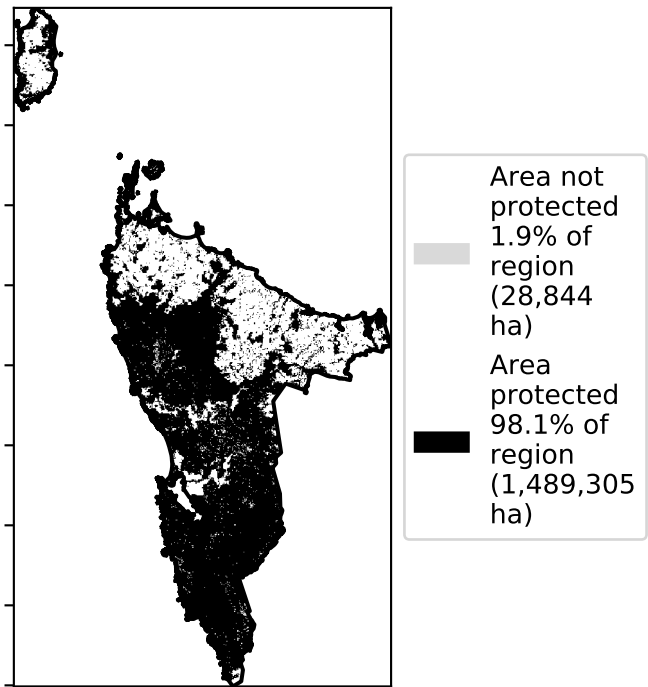 Area not
protected
1.9% of
region
(28,844
ha)
Area
protected
98.1% of
region
(1,489,305
ha)